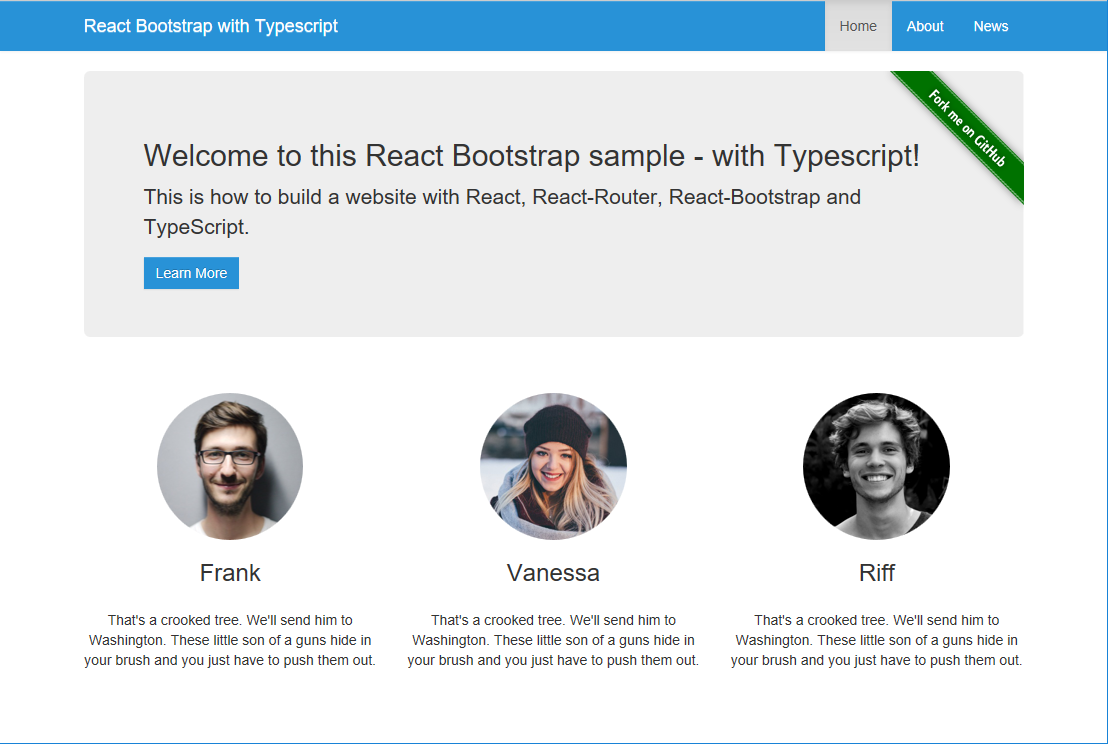 React Bootstrap with Typescript
Home
About
News
Fork me on GitHub
Welcome to this React Bootstrap sample - with Typescript!
This is how to build a website with React, React-Router, React-Bootstrap and
TypeScript.
Learn More
Frank
That's a crooked tree. We'll send him to
Washington. These little son of a guns hide in
your brush and you just have to push them out.
Vanessa
That's a crooked tree. We'll send him to
Washington. These little son of a guns hide in
your brush and you just have to push them out.
Riff
That's a crooked tree. We'll send him to
Washington. These little son of a guns hide in
your brush and you just have to push them out.